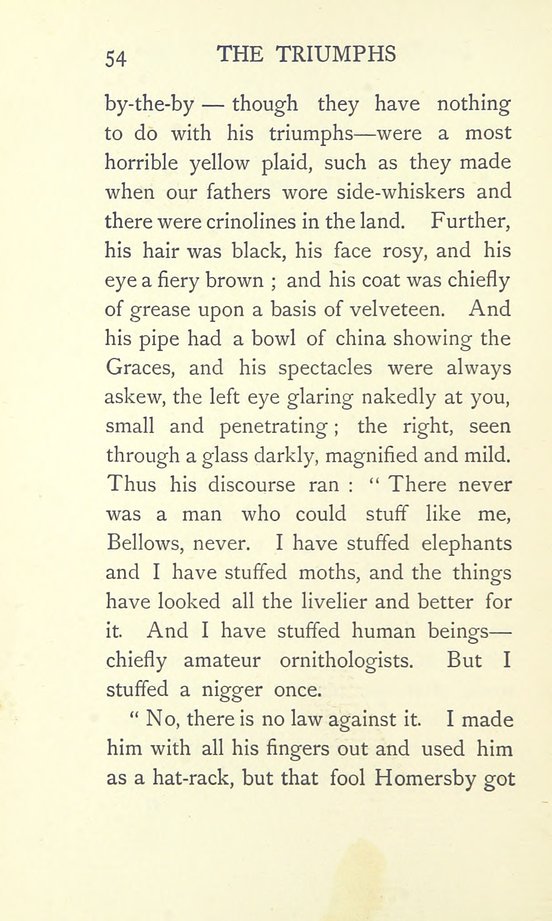 54 THE TRIUMPHS
by-the-by — though they have nothing
to do with his triumphs—were a most
horrible yellow plaid, such as they made
when our fathers wore side-whiskers and
there were crinolines in the land. Further,
his hair was black, his face rosy, and his
eye a fiery brown ; and his coat was chiefly
of grease upon a basis of velveteen. And
his pipe had a bowl of china showing the
Graces, and his spectacles were always
askew, the left eye glaring nakedly at you,
small and penetrating ; the right, seen
through a glass darkly, magnified and mild.
Thus his discourse ran : “ There never
was a man who could stuff like me,
Bellows, never. I have stuffed elephants
and I have stuffed moths, and the things
have looked all the livelier and better for
it. And I have stuffed human beings—
chiefly amateur ornithologists. But I
stuffed a nigger once.
“ No, there is no law against it. I made
him with all his fingers out and used him
as a hat-rack, but that fool Homersby got